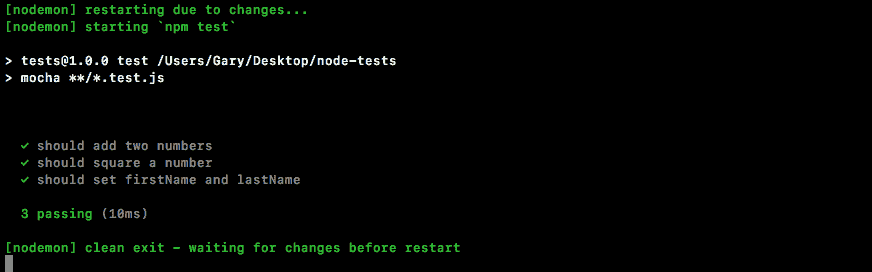 [nodemon] restarting due to changes...
[nodemon] starting `npm test`
> tests@1.0.0 test /Users/Gary/Desktop/node-tests
> mocha **/*.test.js
✓ should add two numbers
✓ should square a number
✓ should set firstName and lastName
3 passing (10ms)
[nodemon] clean exit - waiting for changes before restart